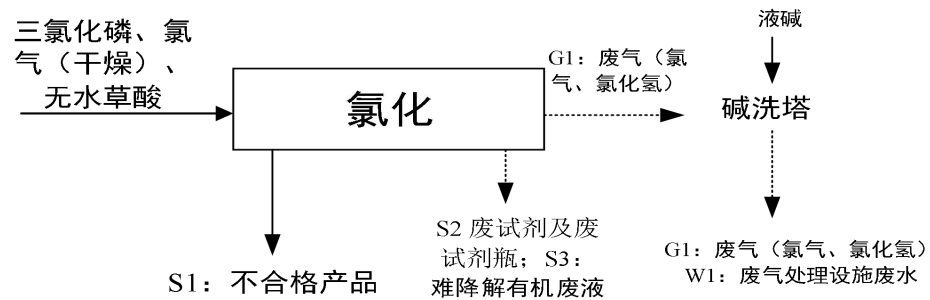 三氯化磷、氯
气（干燥）、
无水草酸
氯化
G1：废气（氯
气、氯化氢）
液碱
碱洗塔
S1：不合格产品
S2 废试剂及废
试剂瓶；S3：
难降解有机废液
G1：废气（氯气、氯化氢）
W1：废气处理设施废水